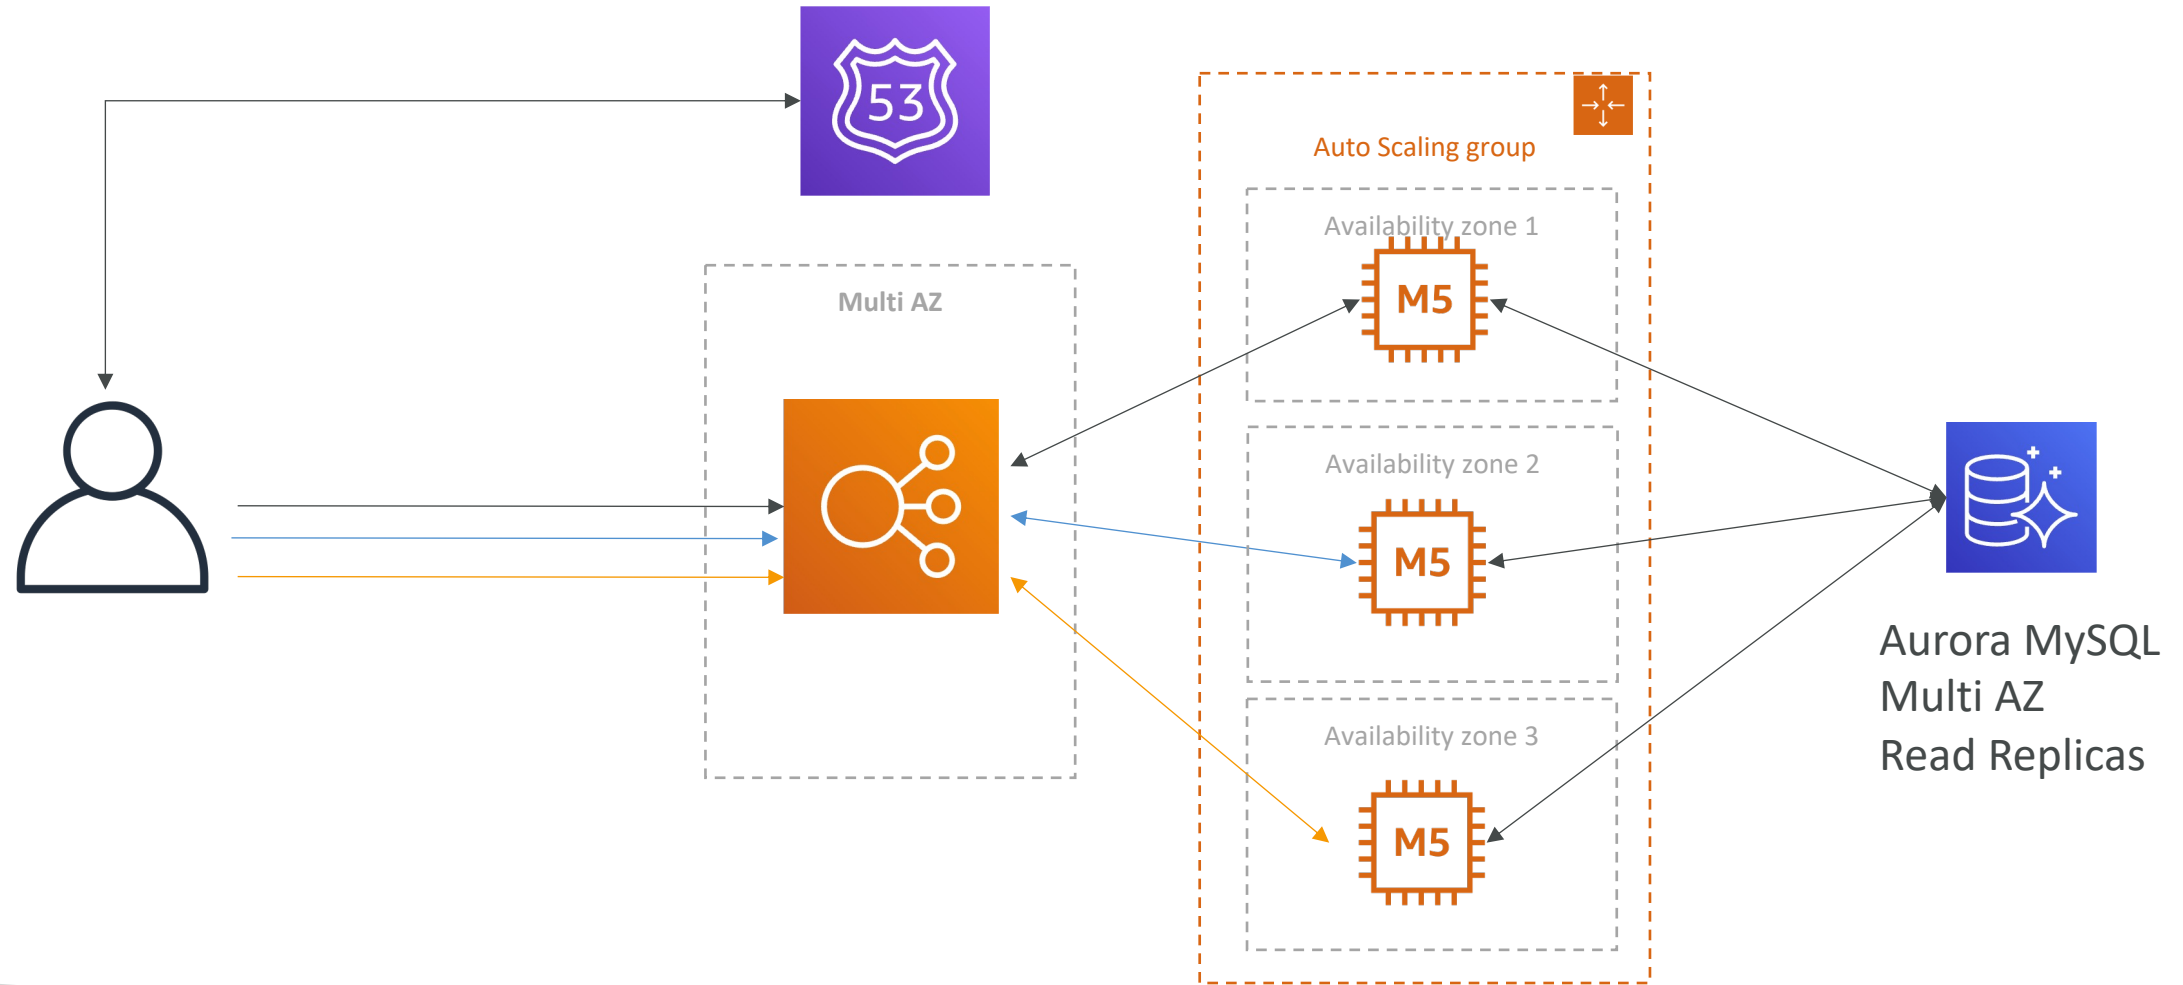 53
Auto Scaling group
Availability zone 1
M5
Multi AZ
Availability zone 2
M5
Aurora MySQL
Multi AZ
Read Replicas
Availability zone 3
M5